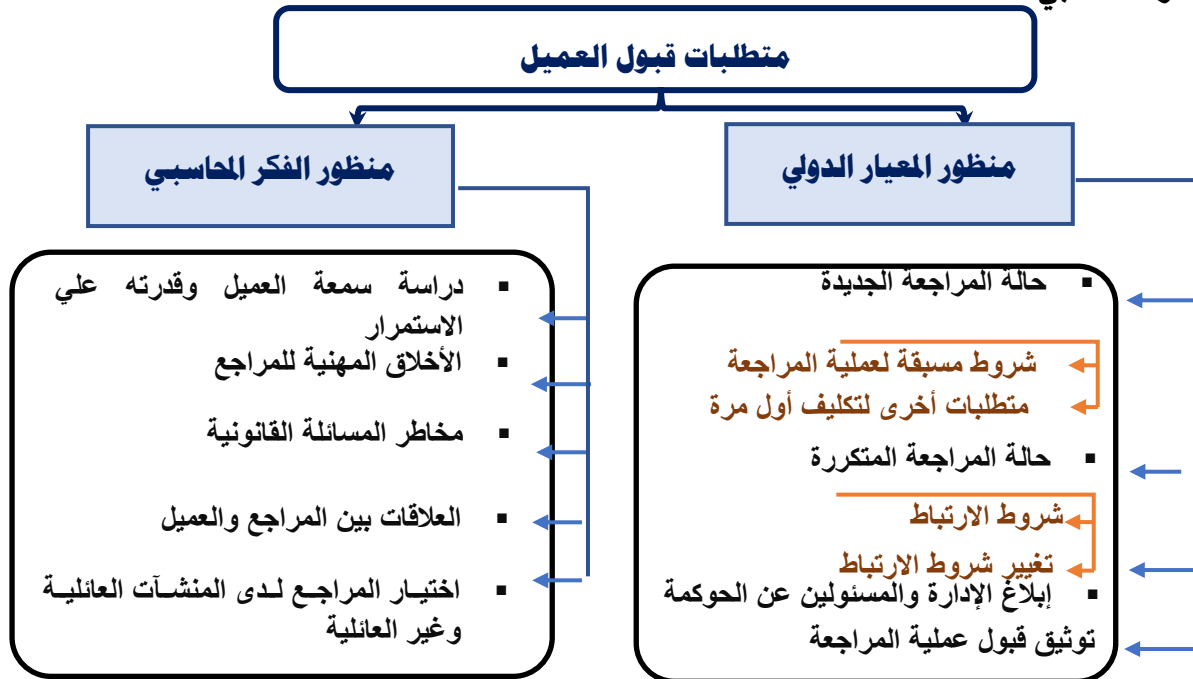 متطلبات قبول العميل
منظور المعيار الدولي
منظور الفكر المحاسبي
▪ حالة المراجعة الجديدة
شروط مسبقة لعملية المراجعة
متطلبات أخرى لتكليف أول مرة
▪ حالة المراجعة المتكررة
شروط الارتباط
تغيير شروط الارتباط
▪ إبلاغ الإدارة والمسئولين عن الحوكمة
توثيق قبول عملية المراجعة
▪ دراسة سمعة العميل وقدرته علي
الاستمرار
▪ الأخلاق المهنية للمراجع
▪ مخاطر المسائلة القانونية
▪ العلاقات بين المراجع والعميل
▪ اختيار المراجع لدى المنشآت العائلية
وغير العائلية